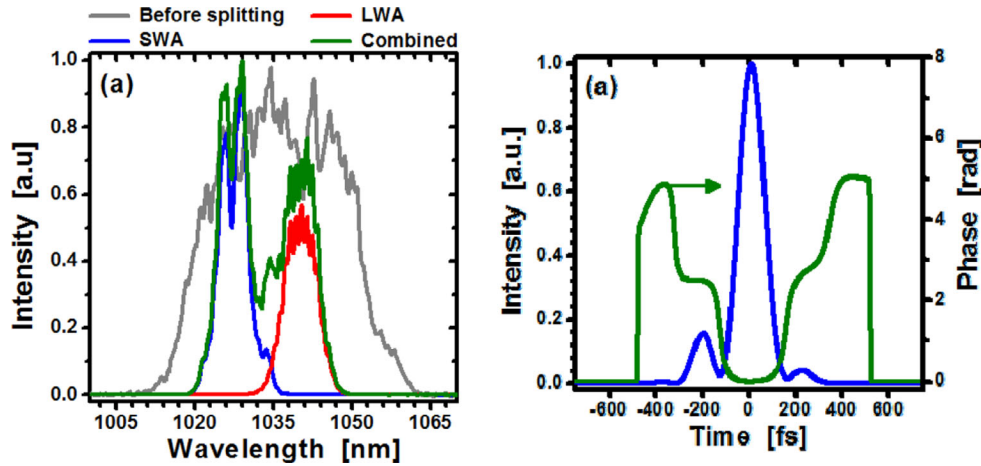 Before splitting LWA
SWA Combined
(a)
1.0
0.8
0.6
0.4
0.2
0.0
Intensity [a.u]
1005 1020 1035 1050 1065
Wavelength [nm]
(a)
1.0
0.8
0.6
0.4
0.2
0.0
Intensity [a.u.]
8
6
4
2
0
Phase [rad]
-600 -400 -200 0 200 400 600
Time [fs]